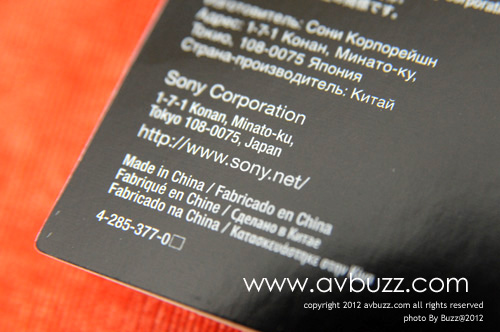 Изготовитель: Сони Корпорейшн
Адрес: 1-7-1 Конан, Минато-ку,
Токио, 108-0075 Япония
Страна-производитель: Китай
Sony Corporation
1-7-1 Konan, Minato-ku,
Tokyo 108-0075, Japan
http://www.sony.net/
Made in China / Fabricado en China
Fabriqué en Chine / Сделано в Китае
Fabricado na China / Κατασκευάστηκε στην
4-285-377-0□
www.avbuzz.com
copyright 2012 avbuzz.com all rights reserved
photo By Buzz@2012